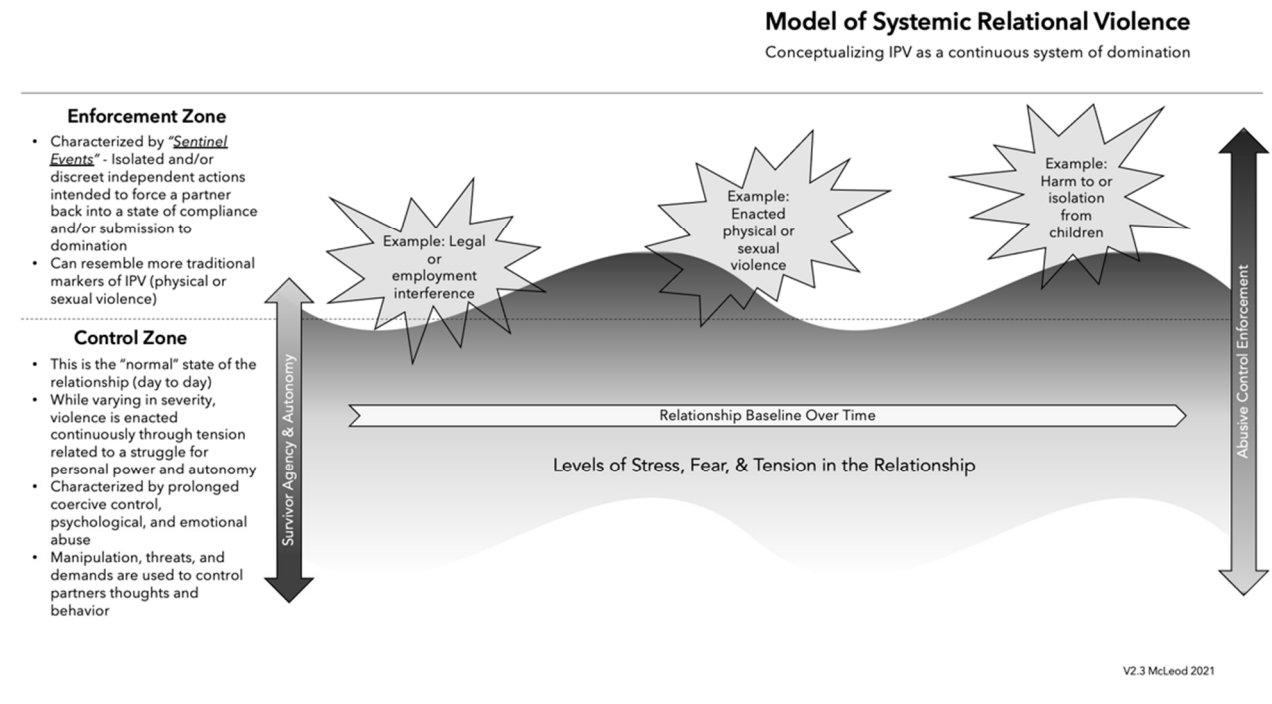 Model of Systemic Relational Violence
Conceptualizing IPV as a continuous system of domination
Enforcement Zone
• Characterized by “Sentinel
Events” - Isolated and/or
discreet independent actions
intended to force a partner
back into a state of compliance
and/or submission to
domination
• Can resemble more traditional
markers of IPV (physical or
sexual violence)
Control Zone
• This is the “normal” state of the
relationship (day to day)
• While varying in severity,
violence is enacted
continuously through tension
related to a struggle for
personal power and autonomy
• Characterized by prolonged
coercive control,
psychological, and emotional
abuse
• Manipulation, threats, and
demands are used to control
partners thoughts and
behavior
Survivor Agency & Autonomy
Example: Legal
or
employment
interference
Example:
Enacted
physical or
sexual
violence
Example:
Harm to or
isolation
from
children
Abusive Control Enforcement
Relationship Baseline Over Time
Levels of Stress, Fear, & Tension in the Relationship
V2.3 McLeod 2021